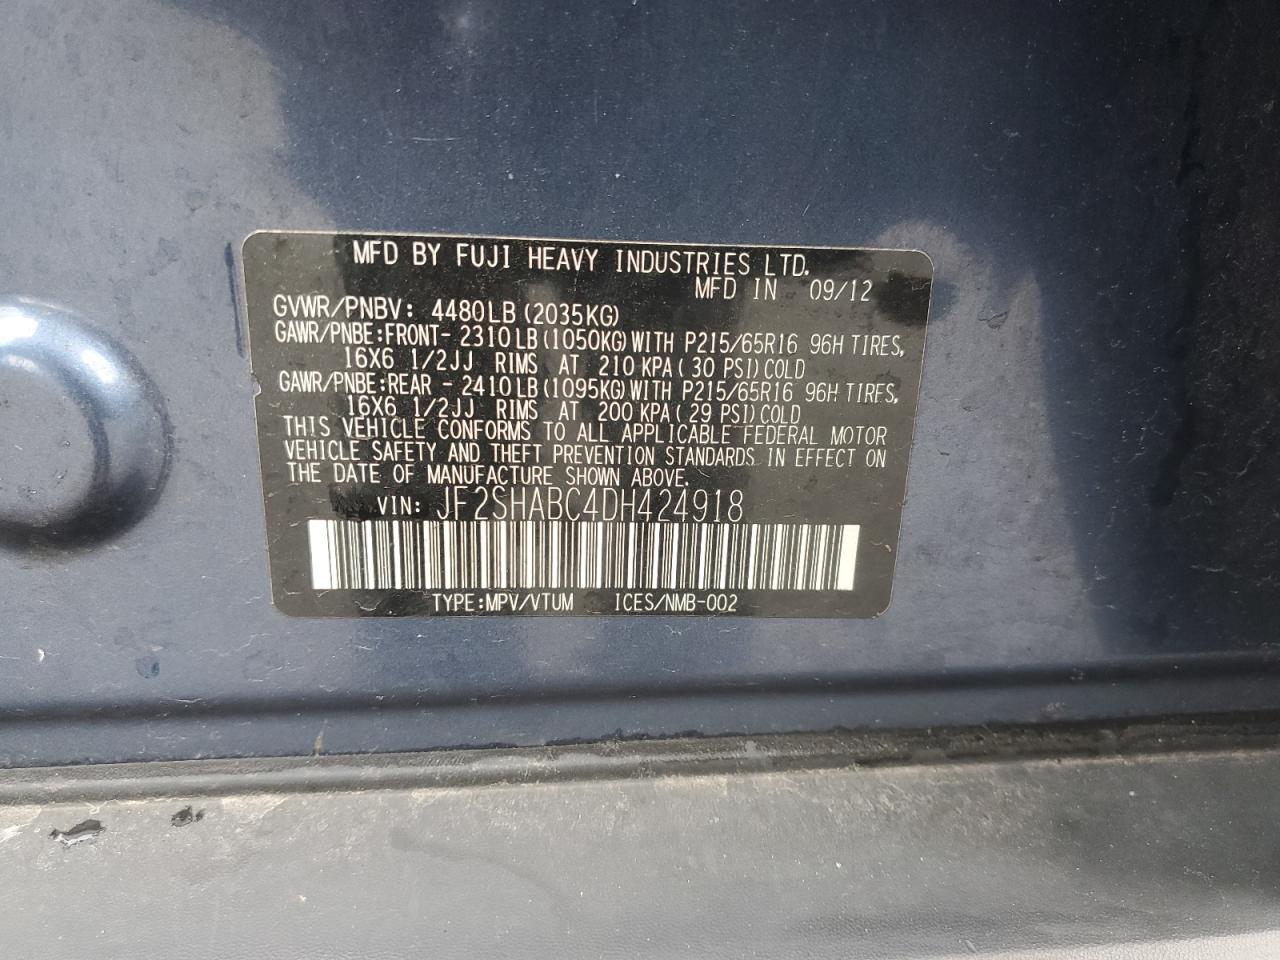 MFD BY FUJI HEAVY INDUSTRIES LTD.
MFD IN 09/12
GVWR/PNBV: 4480LB(2035KG)
GAWR/PNBE:FRONT- 2310LB(1050KG)WITH P215/65R16 96H TIRES,
16X6 1/2JJ RIMS AT 210 KPA( 30 PSI)COLD
GAWR/PNBE:REAR - 2410LB(1095KG)WITH P215/65R16 96H TIRES,
16X6 1/2JJ RIMS AT 200 KPA( 29 PSI)COLD
THIS VEHICLE CONFORMS TO ALL APPLICABLE FEDERAL MOTOR
VEHICLE SAFETY AND THEFT PREVENTION STANDARDS IN EFFECT ON
THE DATE OF MANUFACTURE SHOWN ABOVE.
VIN: JF2SHABC4DH424918
TYPE:MPV/VTUM ICES/NMB-002